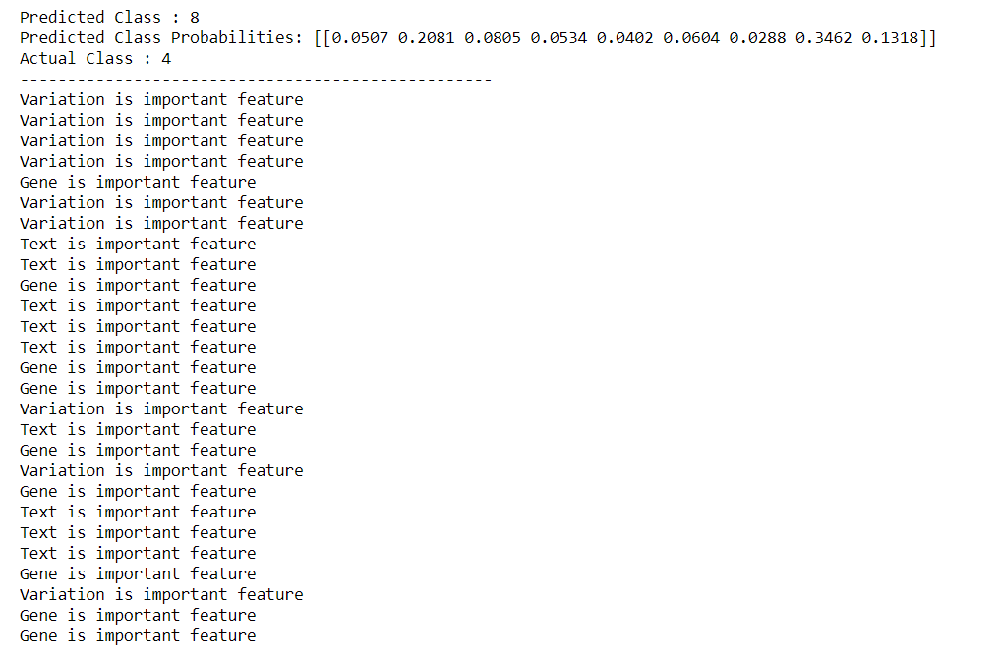 Predicted Class : 8
Predicted Class Probabilities: [[0.0507 0.2081 0.0805 0.0534 0.0402 0.0604 0.0288 0.3462 0.1318]]
Actual Class : 4
--------------------------------------------------
Variation is important feature
Variation is important feature
Variation is important feature
Variation is important feature
Gene is important feature
Variation is important feature
Variation is important feature
Text is important feature
Text is important feature
Gene is important feature
Text is important feature
Text is important feature
Text is important feature
Gene is important feature
Gene is important feature
Variation is important feature
Text is important feature
Gene is important feature
Variation is important feature
Gene is important feature
Text is important feature
Text is important feature
Text is important feature
Gene is important feature
Variation is important feature
Gene is important feature
Gene is important feature